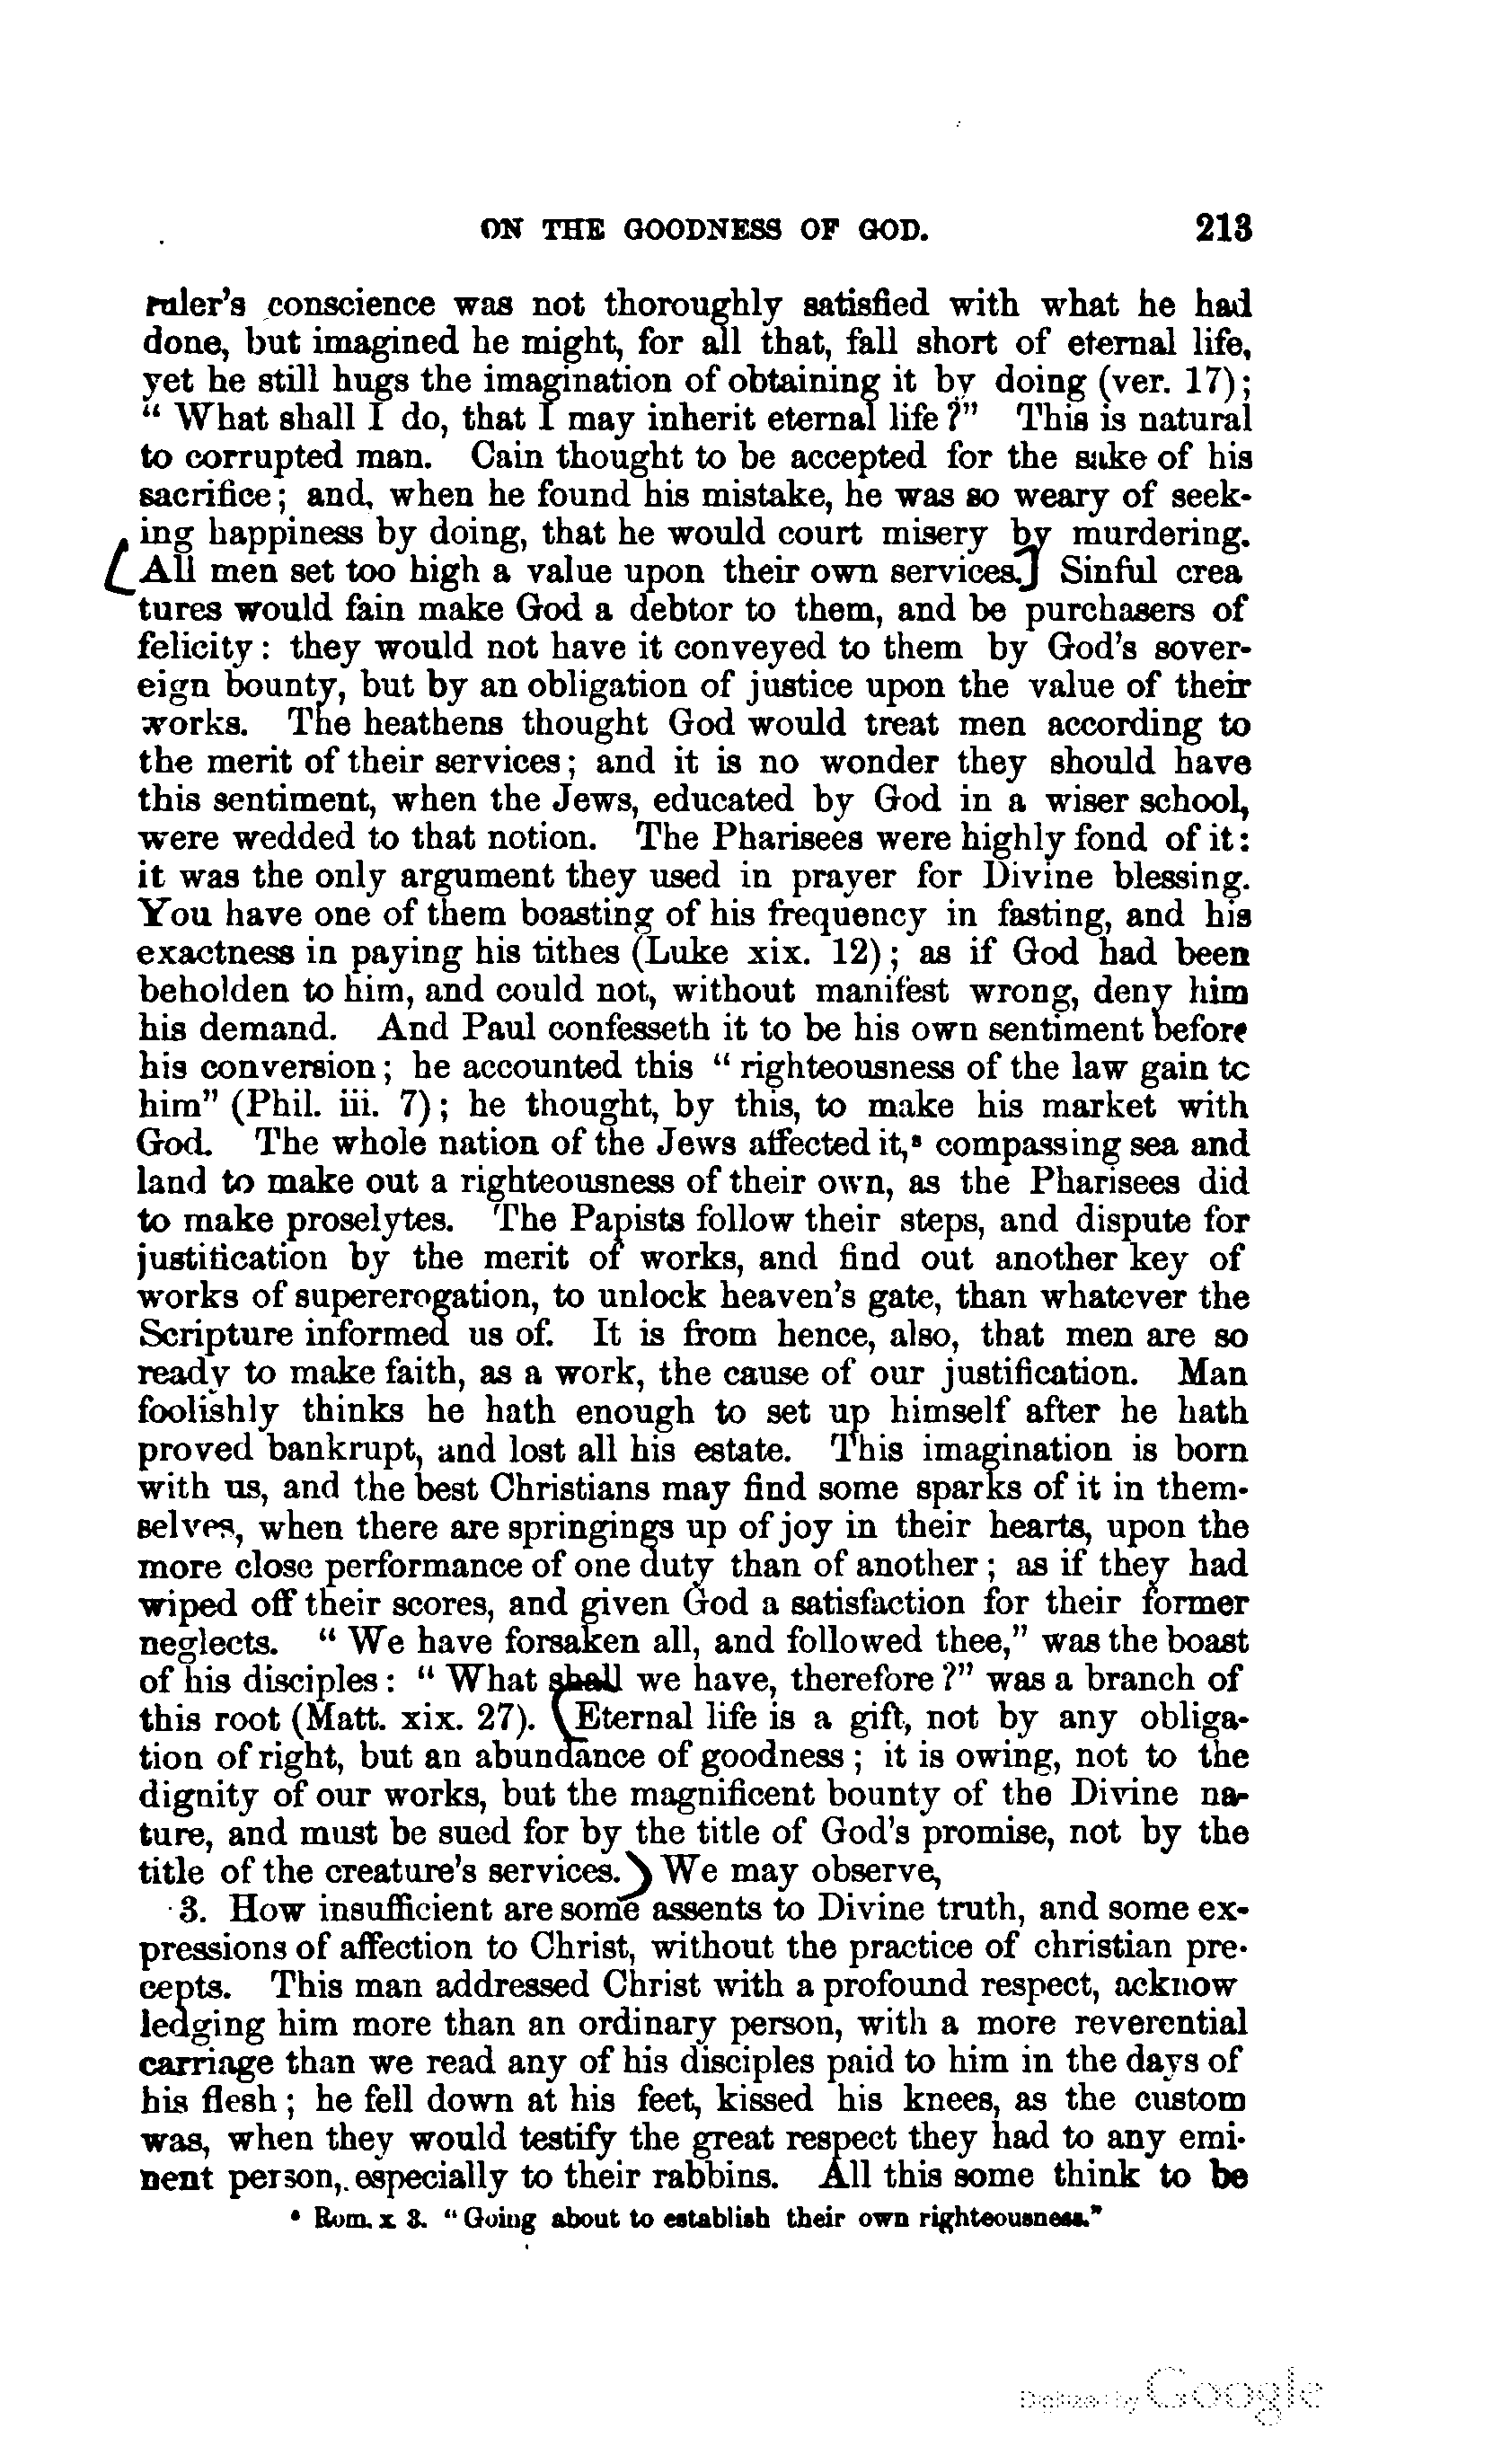 ON THE GOODNESS OF GOD. 213
ruler's conscience was not thoroughly satisfied with what he had
done, but imagined he might, for all that, fall short of eternal life,
yet he still hugs the imagination of obtaining it by doing (ver. 17);
“ What shall I do, that I may inherit eternal life ?” This is natural
to corrupted man. Cain thought to be accepted for the sake of his
sacrifice; and, when he found his mistake, he was so weary of seek-
ing happiness by doing, that he would court misery by murdering.
[All men set too high a value upon their own services.] Sinful crea
tures would fain make God a debtor to them, and be purchasers of
felicity: they would not have it conveyed to them by God's sover-
eign bounty, but by an obligation of justice upon the value of their
works. The heathens thought God would treat men according to
the merit of their services; and it is no wonder they should have
this sentiment, when the Jews, educated by God in a wiser school,
were wedded to that notion. The Pharisees were highly fond of it:
it was the only argument they used in prayer for Divine blessing.
You have one of them boasting of his frequency in fasting, and his
exactness in paying his tithes (Luke xix. 12); as if God had been
beholden to him, and could not, without manifest wrong, deny him
his demand. And Paul confesseth it to be his own sentiment before
his conversion; he accounted this “ righteousness of the law gain to
him” (Phil. iii. 7); he thought, by this, to make his market with
God. The whole nation of the Jews affected it,ˢ compassing sea and
land to make out a righteousness of their own, as the Pharisees did
to make proselytes. The Papists follow their steps, and dispute for
justification by the merit of works, and find out another key of
works of supererogation, to unlock heaven's gate, than whatever the
Scripture informed us of. It is from hence, also, that men are so
ready to make faith, as a work, the cause of our justification. Man
foolishly thinks he hath enough to set up himself after he hath
proved bankrupt, and lost all his estate. This imagination is born
with us, and the best Christians may find some sparks of it in them-
selves, when there are springings up of joy in their hearts, upon the
more close performance of one duty than of another; as if they had
wiped off their scores, and given God a satisfaction for their former
neglects. “ We have forsaken all, and followed thee,” was the boast
of his disciples: “ What shall we have, therefore ?” was a branch of
this root (Matt. xix. 27). (Eternal life is a gift, not by any obliga-
tion of right, but an abundance of goodness; it is owing, not to the
dignity of our works, but the magnificent bounty of the Divine na-
ture, and must be sued for by the title of God's promise, not by the
title of the creature's services.) We may observe,
3. How insufficient are some assents to Divine truth, and some ex-
pressions of affection to Christ, without the practice of christian pre-
cepts. This man addressed Christ with a profound respect, acknow
ledging him more than an ordinary person, with a more reverential
carriage than we read any of his disciples paid to him in the days of
his flesh; he fell down at his feet, kissed his knees, as the custom
was, when they would testify the great respect they had to any emi-
nent person, especially to their rabbins. All this some think to be
ˢ Rom. x 3. “ Going about to establish their own righteousness.”
Digitized by Google